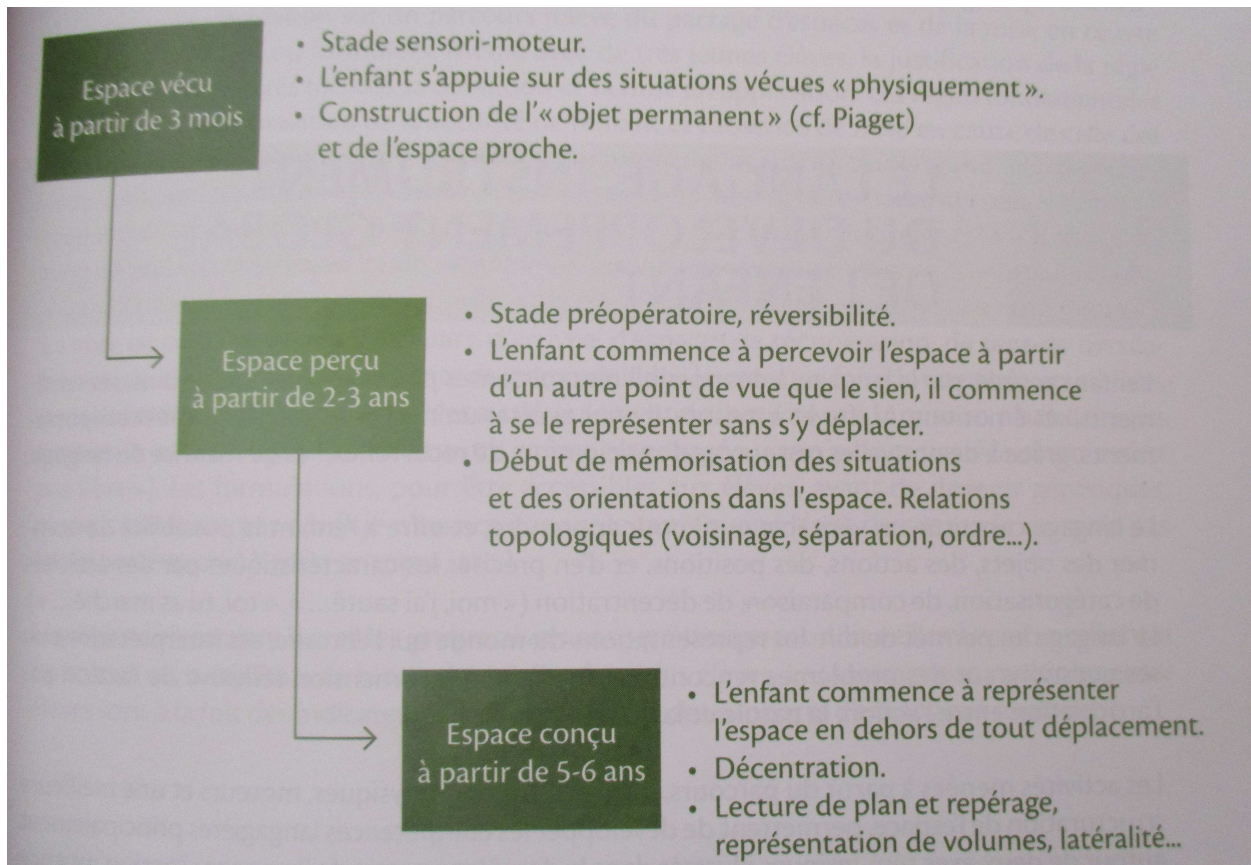 Espace vécu
à partir de 3 mois
• Stade sensori-moteur.
• L'enfant s'appuie sur des situations vécues « physiquement ».
• Construction de l'« objet permanent » (cf. Piaget)
et de l'espace proche.
Espace perçu
à partir de 2-3 ans
• Stade préopératoire, réversibilité.
• L'enfant commence à percevoir l'espace à partir
d'un autre point de vue que le sien, il commence
à se le représenter sans s'y déplacer.
• Début de mémorisation des situations
et des orientations dans l'espace. Relations
topologiques (voisinage, séparation, ordre...).
Espace conçu
à partir de 5-6 ans
• L'enfant commence à représenter
l'espace en dehors de tout déplacement.
• Décentration.
• Lecture de plan et repérage,
représentation de volumes, latéralité...